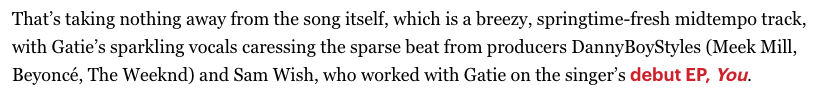 That’s taking nothing away from the song itself, which is a breezy, springtime-fresh midtempo track,
with Gatie’s sparkling vocals caressing the sparse beat from producers DannyBoyStyles (Meek Mill,
Beyoncé, The Weeknd) and Sam Wish, who worked with Gatie on the singer’s debut EP, You.